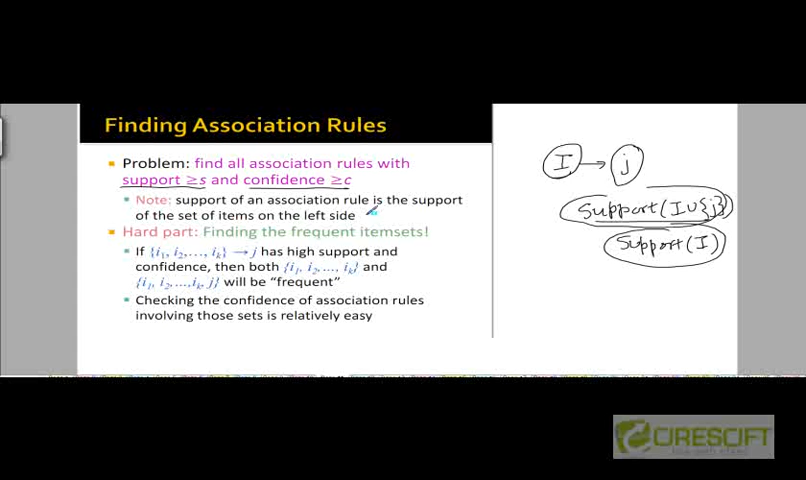 Finding Association Rules
Problem: find all association rules with
support ≥s and confidence ≥c
Note: support of an association rule is the support
of the set of items on the left side
Hard part: Finding the frequent itemsets!
If {i1, i2,…, ik} → j has high support and
confidence, then both {i1, i2,…, ik} and
{i1, i2,…,ik, j} will be “frequent”
Checking the confidence of association rules
involving those sets is relatively easy
I → j
Support(I∪{j})
Support(I)